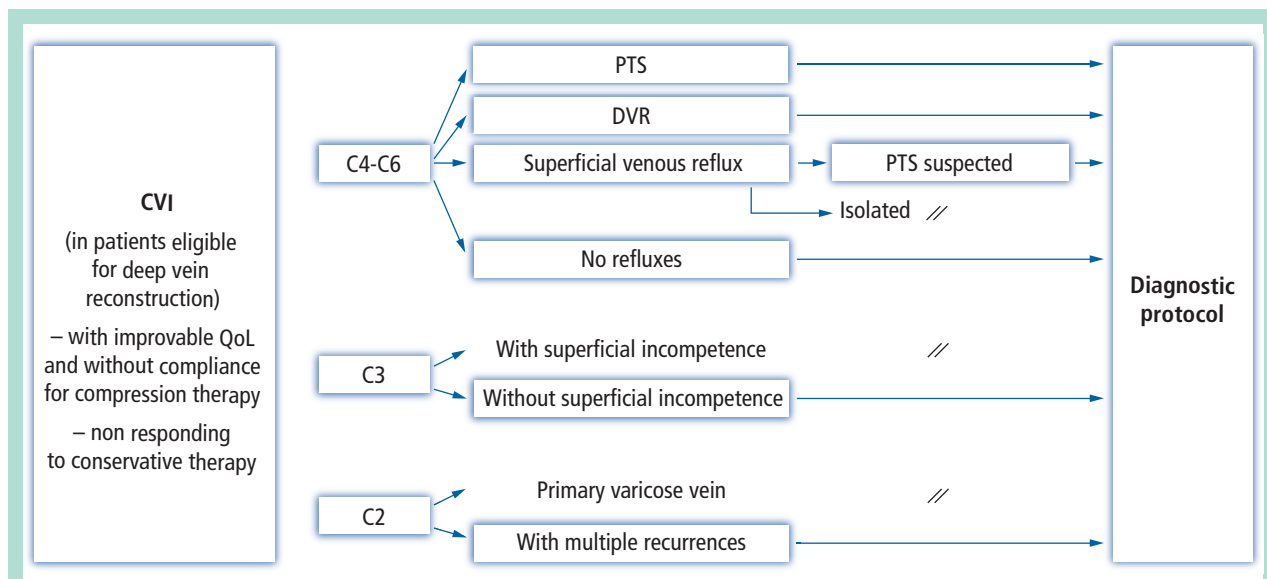 CVI
(in patients eligible
for deep vein
reconstruction)
– with improvable QoL
and without compliance
for compression therapy
– non responding
to conservative therapy
C4-C6
PTS
DVR
Superficial venous reflux
PTS suspected
Isolated //
No refluxes
C3
With superficial incompetence //
Without superficial incompetence
C2
Primary varicose vein //
With multiple recurrences
Diagnostic
protocol